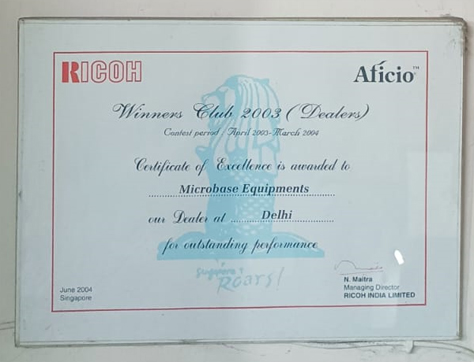 RICOH
Aficio™
Winners Club 2003 (Dealers)
Contest period / April 2003-March 2004
Certificate of Excellence is awarded to
Microbase Equipments
our Dealer at Delhi
for outstanding performance
Singapore
Roars!
June 2004
Singapore
N. Maitra
Managing Director
RICOH INDIA LIMITED